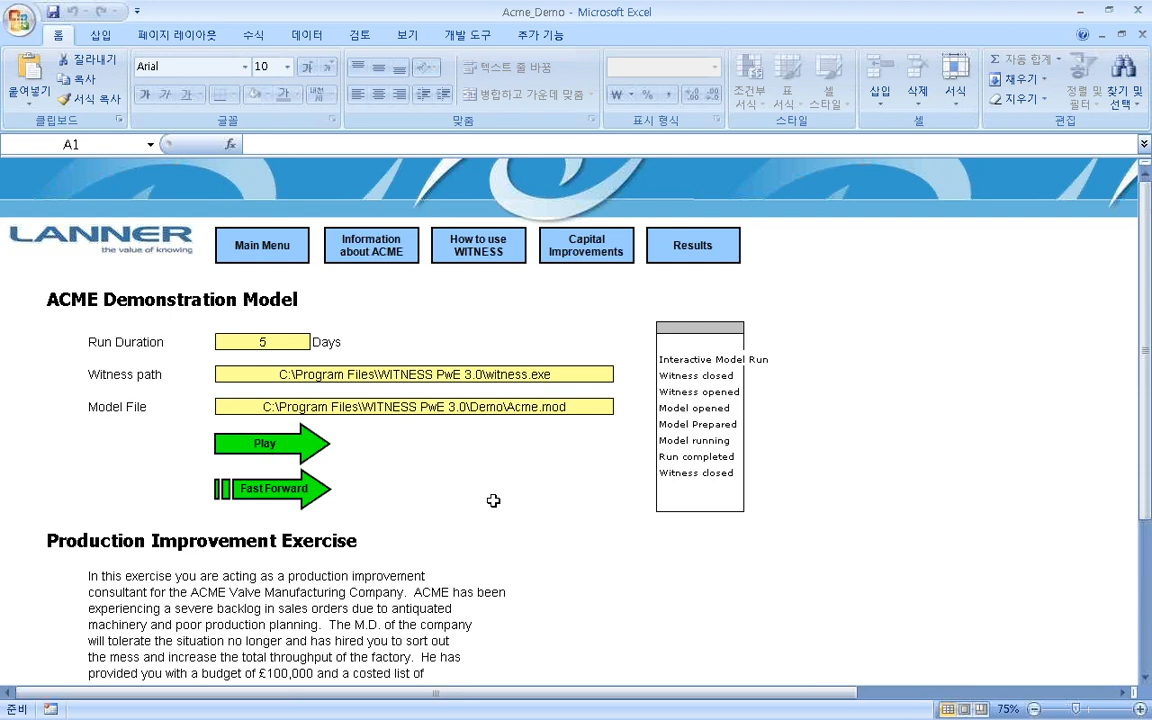 Acme_Demo - Microsoft Excel
홈 삽입 페이지 레이아웃 수식 데이터 검토 보기 개발 도구 추가 기능
붙여넣기 잘라내기 복사 서식 복사 클립보드
Arial 10 가 가 가 가 가 가 글꼴
텍스트 줄 바꿈 병합하고 가운데 맞춤 맞춤
₩ % , 표시 형식
조건부 서식 표 서식 셀 스타일 스타일
삽입 삭제 서식 셀
Σ 자동 합계 채우기 지우기 정렬 및 필터 찾기 및 선택 편집
A1 fx
LANNER
the value of knowing
Main Menu
Information about ACME
How to use WITNESS
Capital Improvements
Results
ACME Demonstration Model
Run Duration 5 Days
Witness path C:\Program Files\WITNESS PwE 3.0\witness.exe
Model File C:\Program Files\WITNESS PwE 3.0\Demo\Acme.mod
Play
Fast Forward
Interactive Model Run
Witness closed
Witness opened
Model opened
Model Prepared
Model running
Run completed
Witness closed
Production Improvement Exercise
In this exercise you are acting as a production improvement
consultant for the ACME Valve Manufacturing Company. ACME has been
experiencing a severe backlog in sales orders due to antiquated
machinery and poor production planning. The M.D. of the company
will tolerate the situation no longer and has hired you to sort out
the mess and increase the total throughput of the factory. He has
provided you with a budget of £100,000 and a costed list of
준비 75%